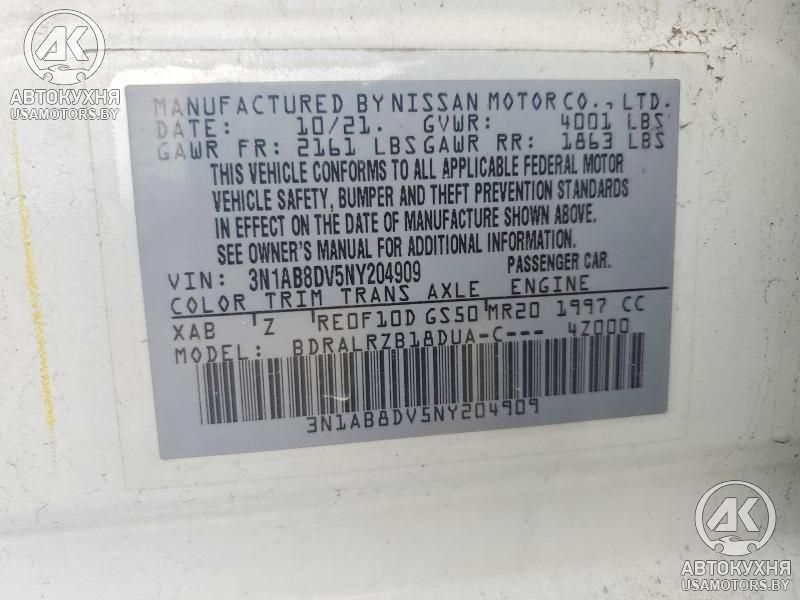 AK
АВТОКУХНЯ
USAMOTORS.BY
MANUFACTURED BY NISSAN MOTOR CO., LTD.
DATE: 10/21. GVWR: 4001 LBS
GAWR FR: 2161 LBS GAWR RR: 1863 LBS
THIS VEHICLE CONFORMS TO ALL APPLICABLE FEDERAL MOTOR
VEHICLE SAFETY, BUMPER AND THEFT PREVENTION STANDARDS
IN EFFECT ON THE DATE OF MANUFACTURE SHOWN ABOVE.
SEE OWNER'S MANUAL FOR ADDITIONAL INFORMATION.
VIN: 3N1AB8DV5NY204909 PASSENGER CAR.
COLOR TRIM TRANS AXLE ENGINE
XAB Z RE0F10D GS50 MR20 1997 CC
MODEL: BDRALRZB18DUA-C--- 4Z000
3N1AB8DV5NY204909
AK
АВТОКУХНЯ
USAMOTORS.BY